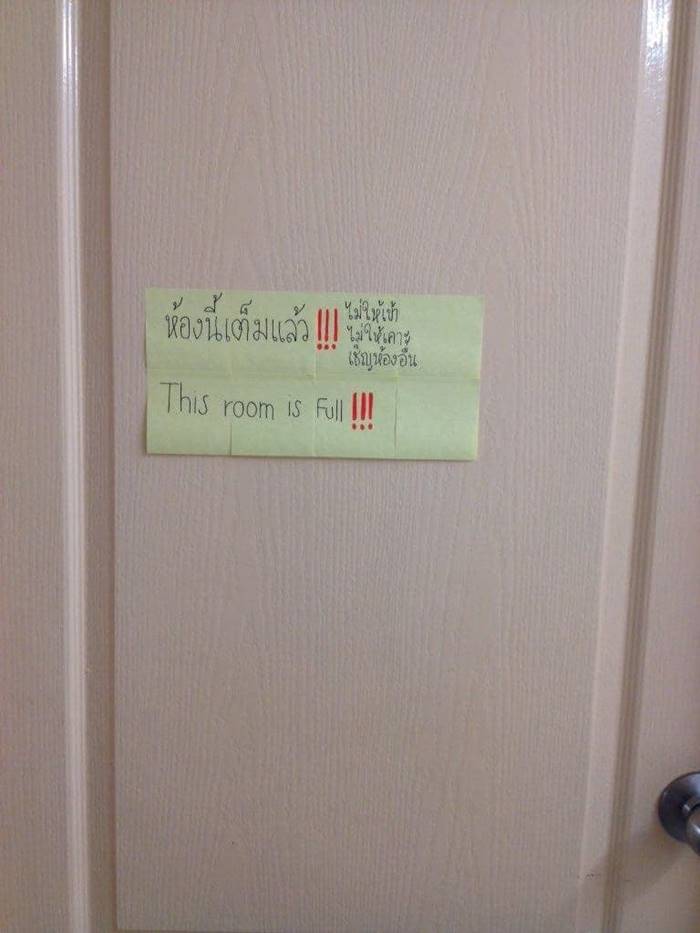 ห้องนี้เต็มแล้ว!!!
ไม่ให้เข้า
ไม่ให้เคาะ
เชิญห้องอื่น
This room is Full!!!